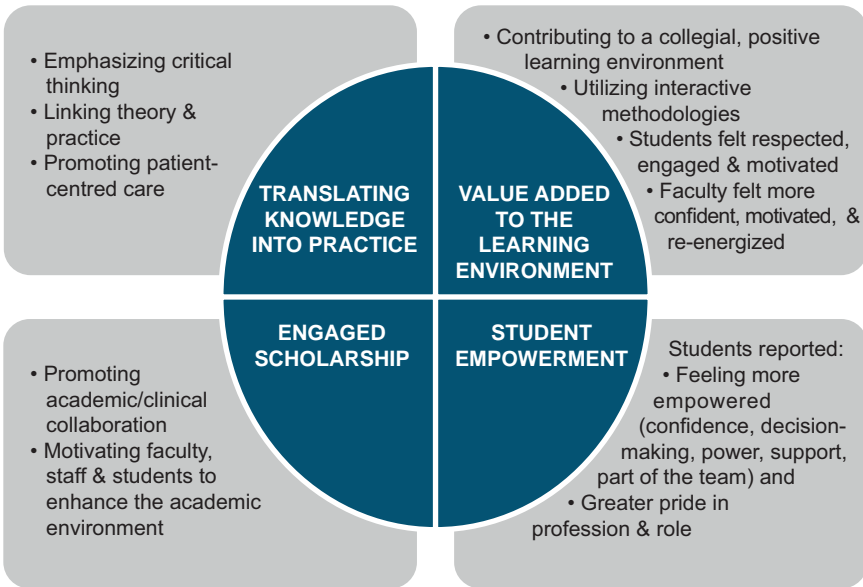 • Emphasizing critical
thinking
• Linking theory &
practice
• Promoting patient-
centred care
TRANSLATING
KNOWLEDGE
INTO PRACTICE
• Contributing to a collegial, positive
learning environment
• Utilizing interactive
methodologies
• Students felt respected,
engaged & motivated
• Faculty felt more
confident, motivated, &
re-energized
VALUE ADDED
TO THE
LEARNING
ENVIRONMENT
• Promoting
academic/clinical
collaboration
• Motivating faculty,
staff & students to
enhance the academic
environment
ENGAGED
SCHOLARSHIP
STUDENT
EMPOWERMENT
Students reported:
• Feeling more
empowered
(confidence, decision-
making, power, support,
part of the team) and
• Greater pride in
profession & role